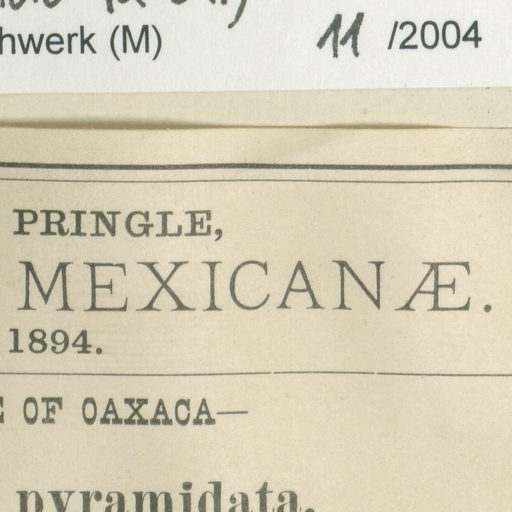 hwerk (M) 11 /2004
PRINGLE,
MEXICANÆ.
1894.
OF OAXACA—
pyramidata.